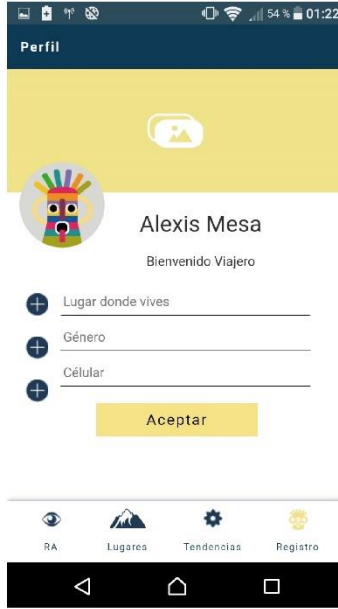 54 % 01:22
Perfil
Alexis Mesa
Bienvenido Viajero
Lugar donde vives
Género
Célular
Aceptar
RA Lugares Tendencias Registro